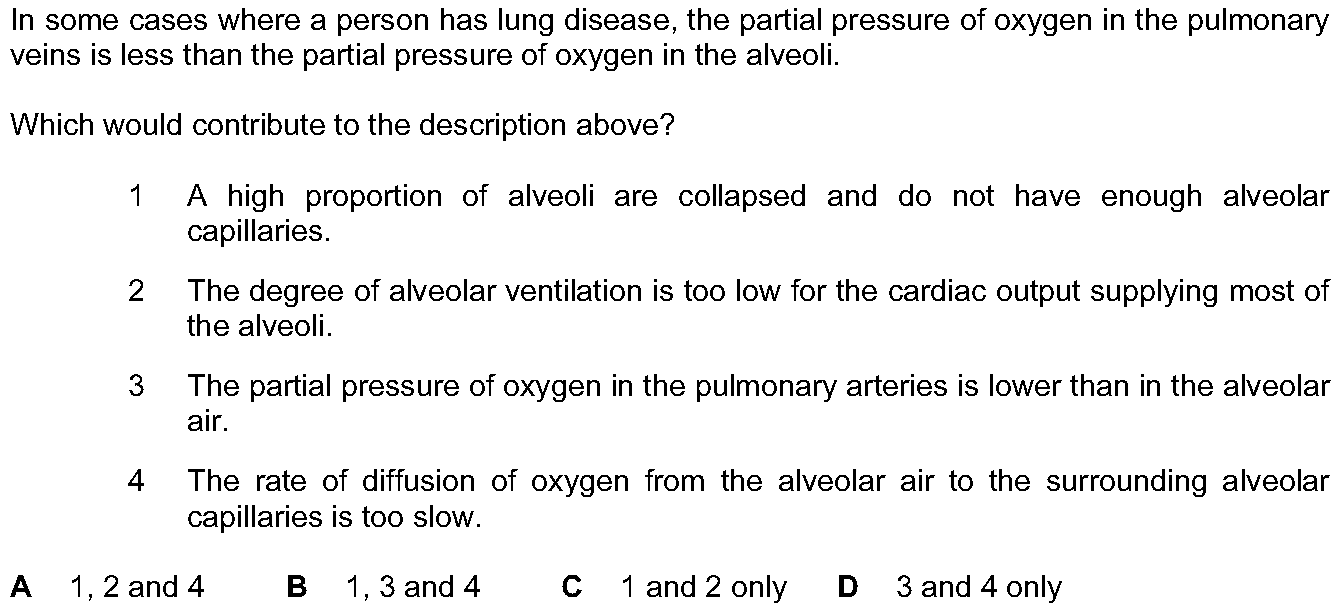 In some cases where a person has lung disease, the partial pressure of oxygen in the pulmonary
veins is less than the partial pressure of oxygen in the alveoli.
Which would contribute to the description above?
1 A high proportion of alveoli are collapsed and do not have enough alveolar
capillaries.
2 The degree of alveolar ventilation is too low for the cardiac output supplying most of
the alveoli.
3 The partial pressure of oxygen in the pulmonary arteries is lower than in the alveolar
air.
4 The rate of diffusion of oxygen from the alveolar air to the surrounding alveolar
capillaries is too slow.
A 1, 2 and 4 B 1, 3 and 4 C 1 and 2 only D 3 and 4 only